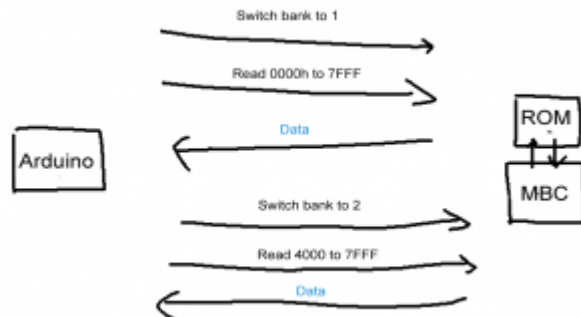 Switch bank to 1
Read 0000h to 7FFF
ROM
Data
Arduino
MBC
Switch bank to 2
Read 4000 to 7FFF
Data